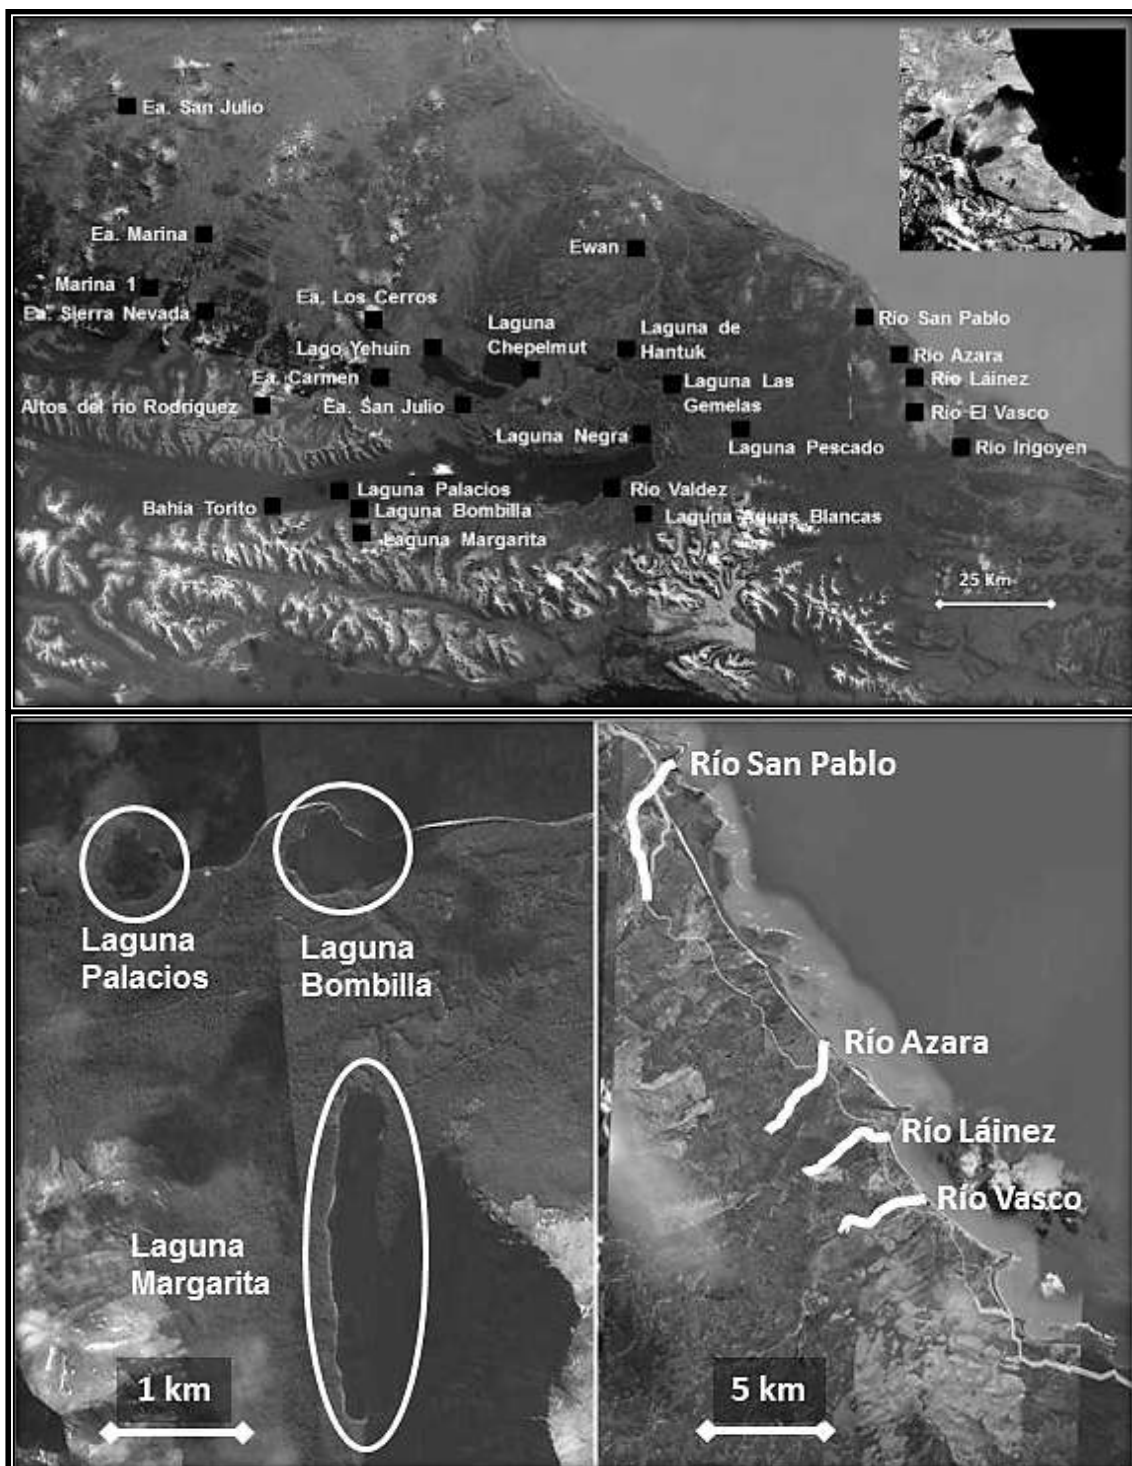 Ea. San Julio
Ea. Marina
Ewan
Marina 1
Ea. Los Cerros
Ea. Sierra Nevada
Río San Pablo
Laguna
Chepelmut
Laguna de
Hantuk
Lago Yehuin
Río Azara
Ea. Carmen
Río Láinez
Laguna Las
Gemelas
Altos del rio Rodriguez
Ea. San Julio
Río El Vasco
Laguna Negra
Laguna Pescado
Río Irigoyen
Laguna Palacios
Río Valdez
Bahia Torito
Laguna Bombilla
Laguna Aguas Blancas
Laguna Margarita
25 Km
Laguna
Palacios
Laguna
Bombilla
Laguna
Margarita
1 km
Río San Pablo
Río Azara
Río Láinez
Río Vasco
5 km